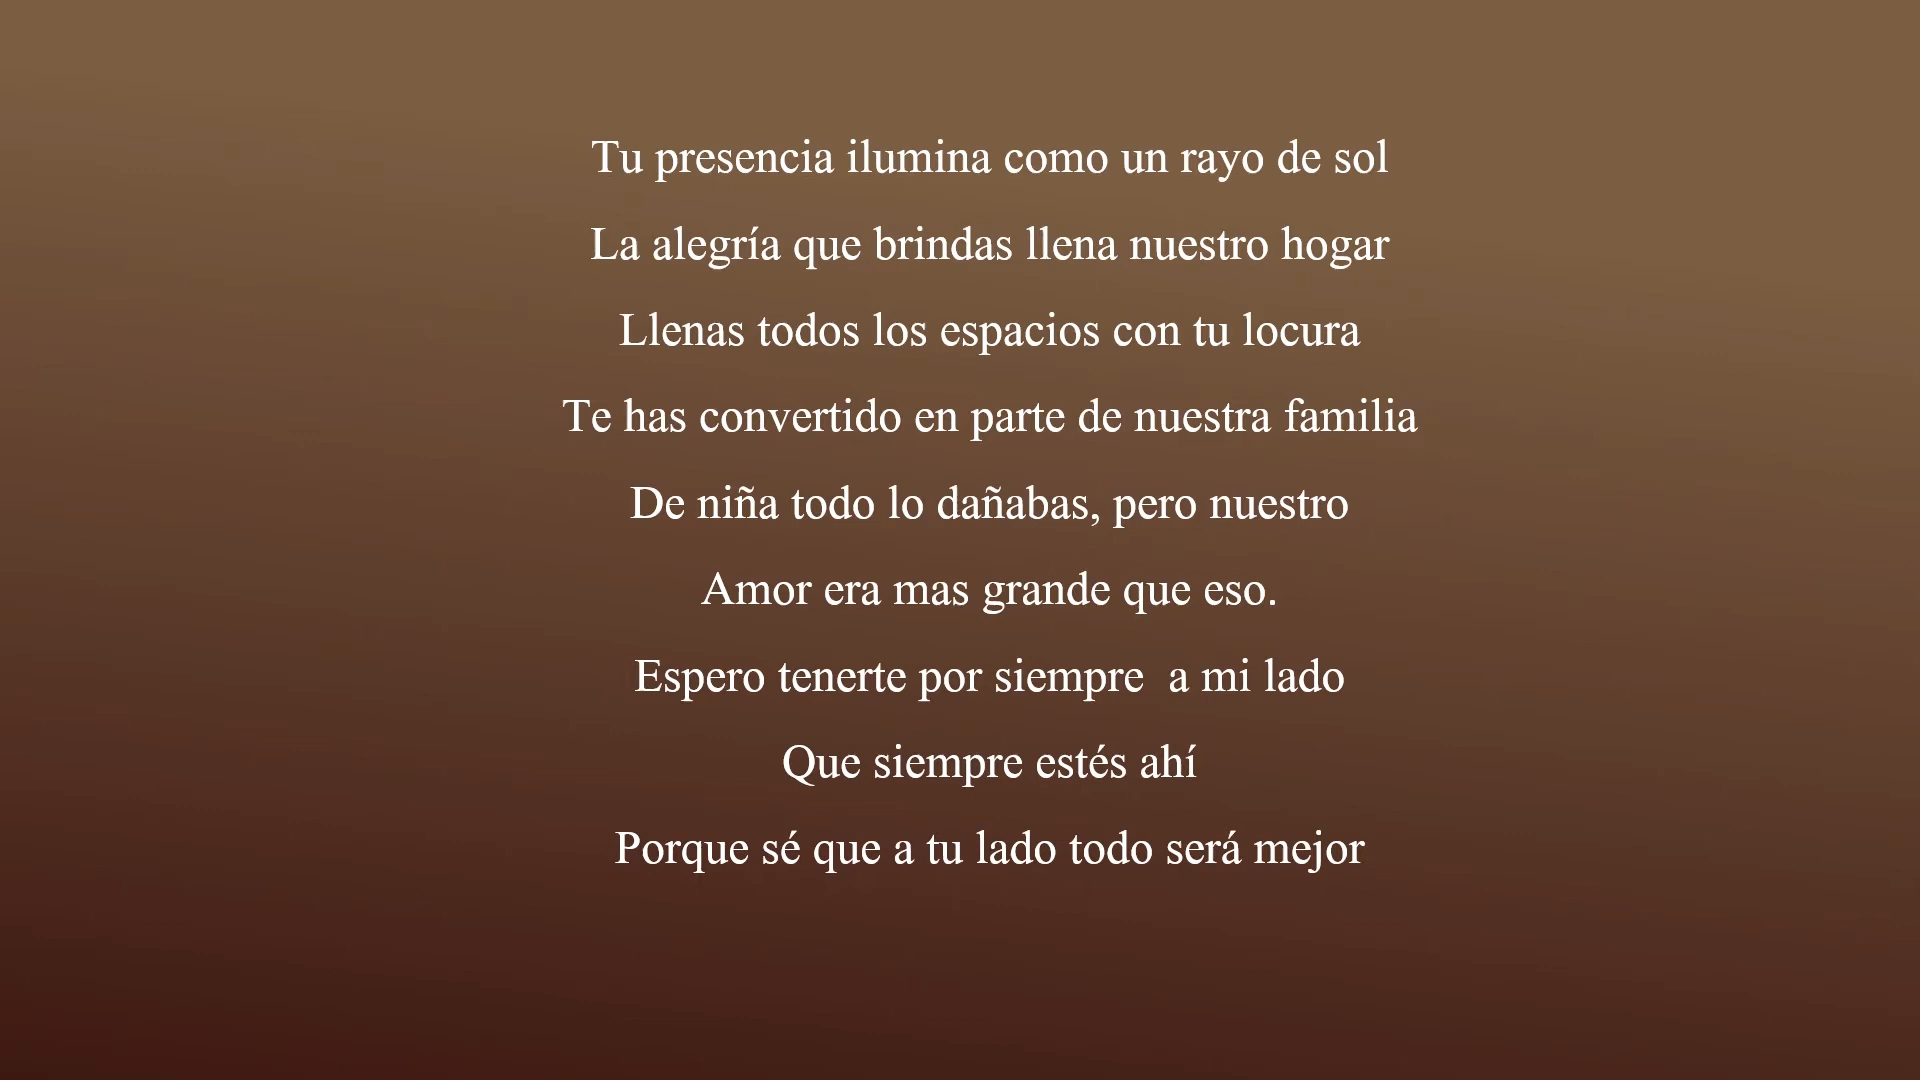 Tu presencia ilumina como un rayo de sol
La alegría que brindas llena nuestro hogar
Llenas todos los espacios con tu locura
Te has convertido en parte de nuestra familia
De niña todo lo dañabas, pero nuestro
Amor era mas grande que eso.
Espero tenerte por siempre  a mi lado
Que siempre estés ahí
Porque sé que a tu lado todo será mejor